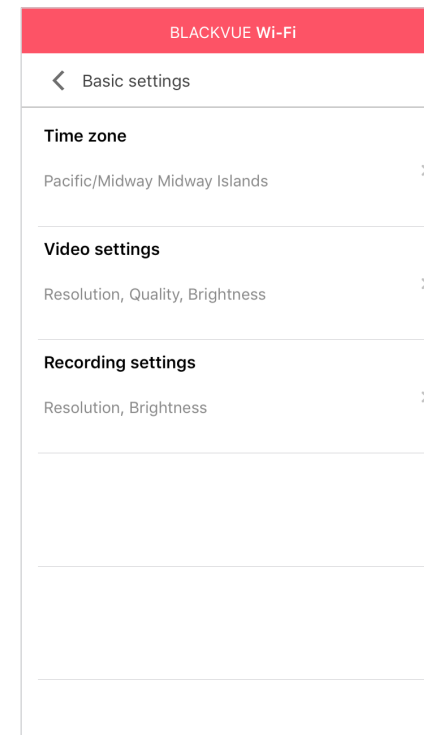 BLACKVUE Wi-Fi
Basic settings
Time zone
Pacific/Midway Midway Islands
Video settings
Resolution, Quality, Brightness
Recording settings
Resolution, Brightness